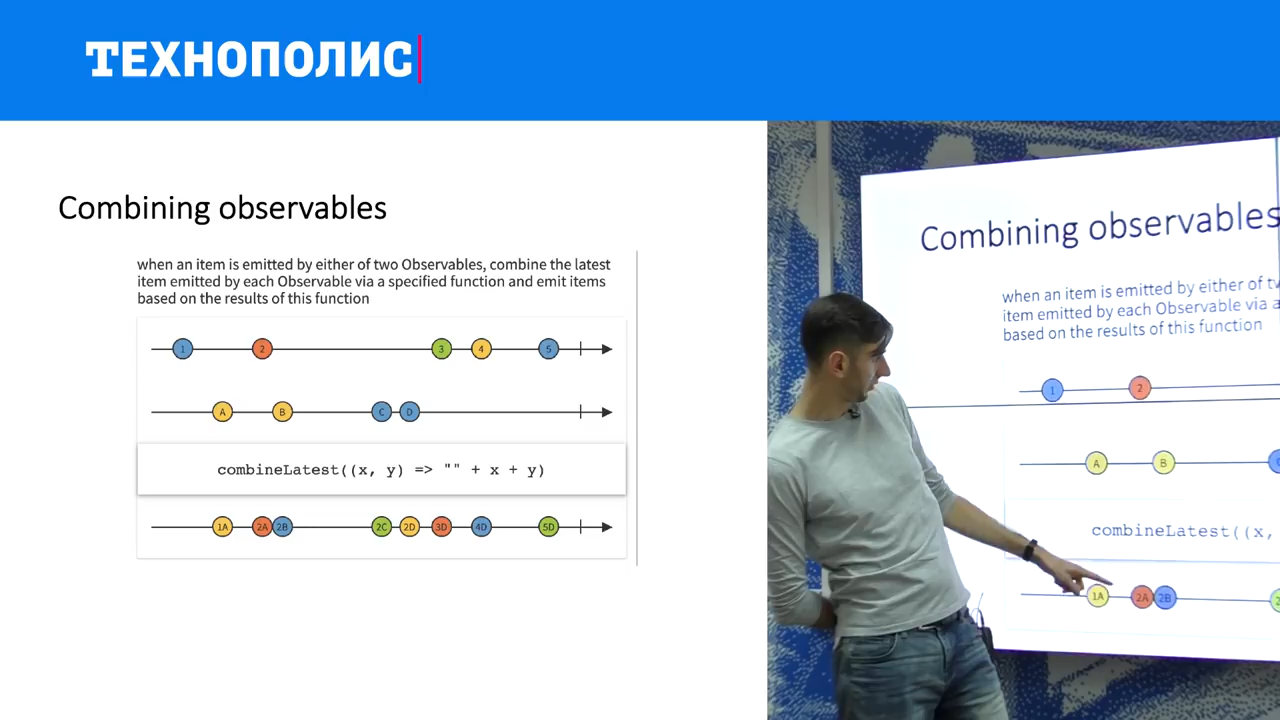 ТЕХНОПОЛИС
Combining observables
when an item is emitted by either of two Observables, combine the latest
item emitted by each Observable via a specified function and emit items
based on the results of this function
1 2 3 4 5
A B C D
combineLatest((x, y) => "" + x + y)
1A 2A 2B 2C 2D 3D 4D 5D
Combining observables
when an item is emitted by either of
item emitted by each Observable via a
based on the results of this function
1 2
A B
combineLatest((x,
1A 2A 2B